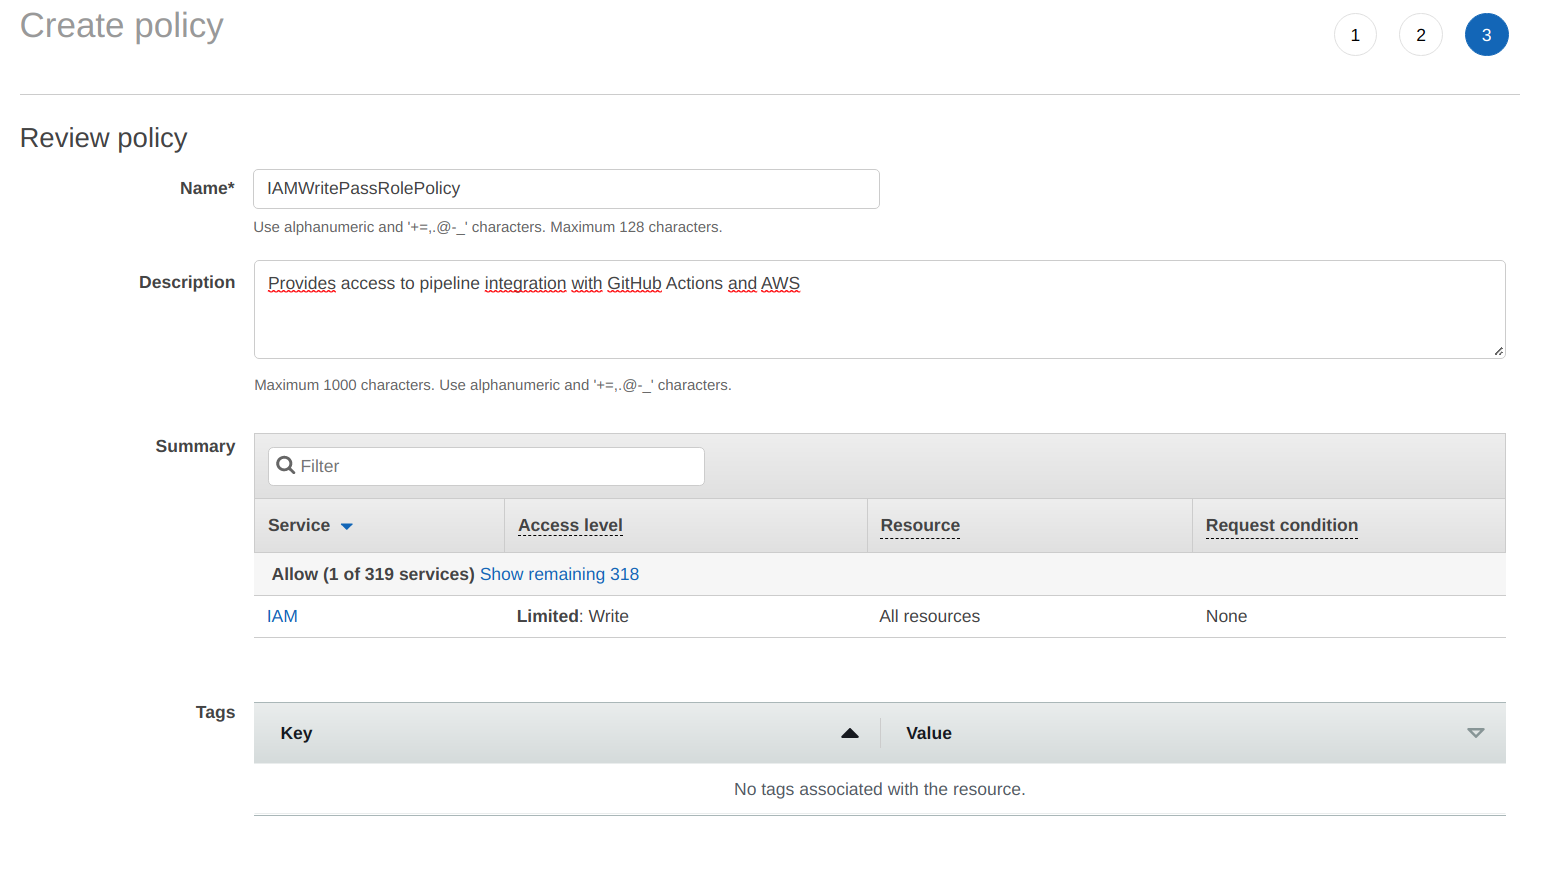 Create policy
1 2 3
Review policy
Name* IAMWritePassRolePolicy
Use alphanumeric and '+=,.@-_' characters. Maximum 128 characters.
Description Provides access to pipeline integration with GitHub Actions and AWS
Maximum 1000 characters. Use alphanumeric and '+=,.@-_' characters.
Summary Filter
Service Access level Resource Request condition
Allow (1 of 319 services) Show remaining 318
IAM Limited: Write All resources None
Tags Key Value
No tags associated with the resource.